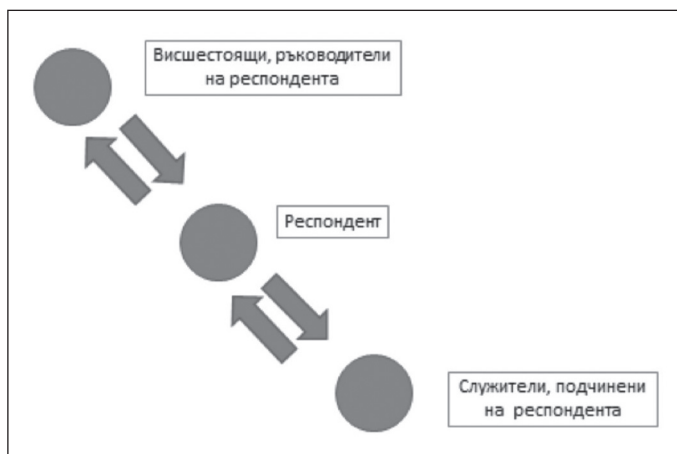 Висшестоящи, ръководители
на респондента
Респондент
Служители, подчинени
на респондента